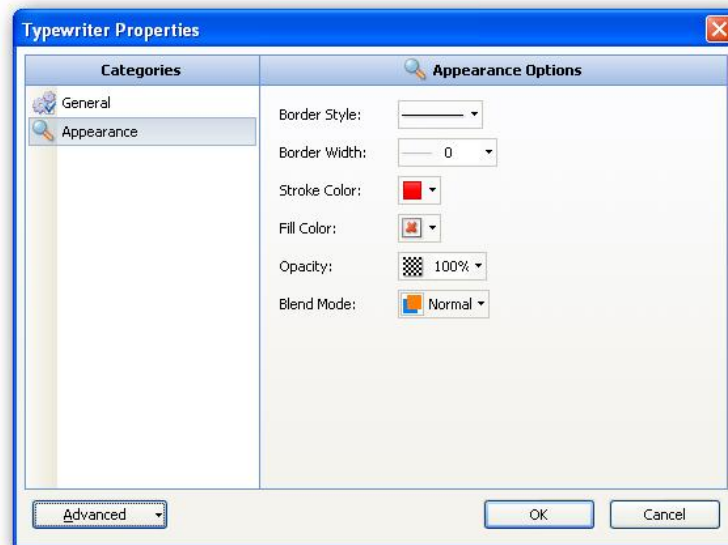 Typewriter Properties
Categories
Appearance Options
General
Appearance
Border Style:
Border Width: 0
Stroke Color:
Fill Color:
Opacity: 100%
Blend Mode: Normal
Advanced
OK
Cancel